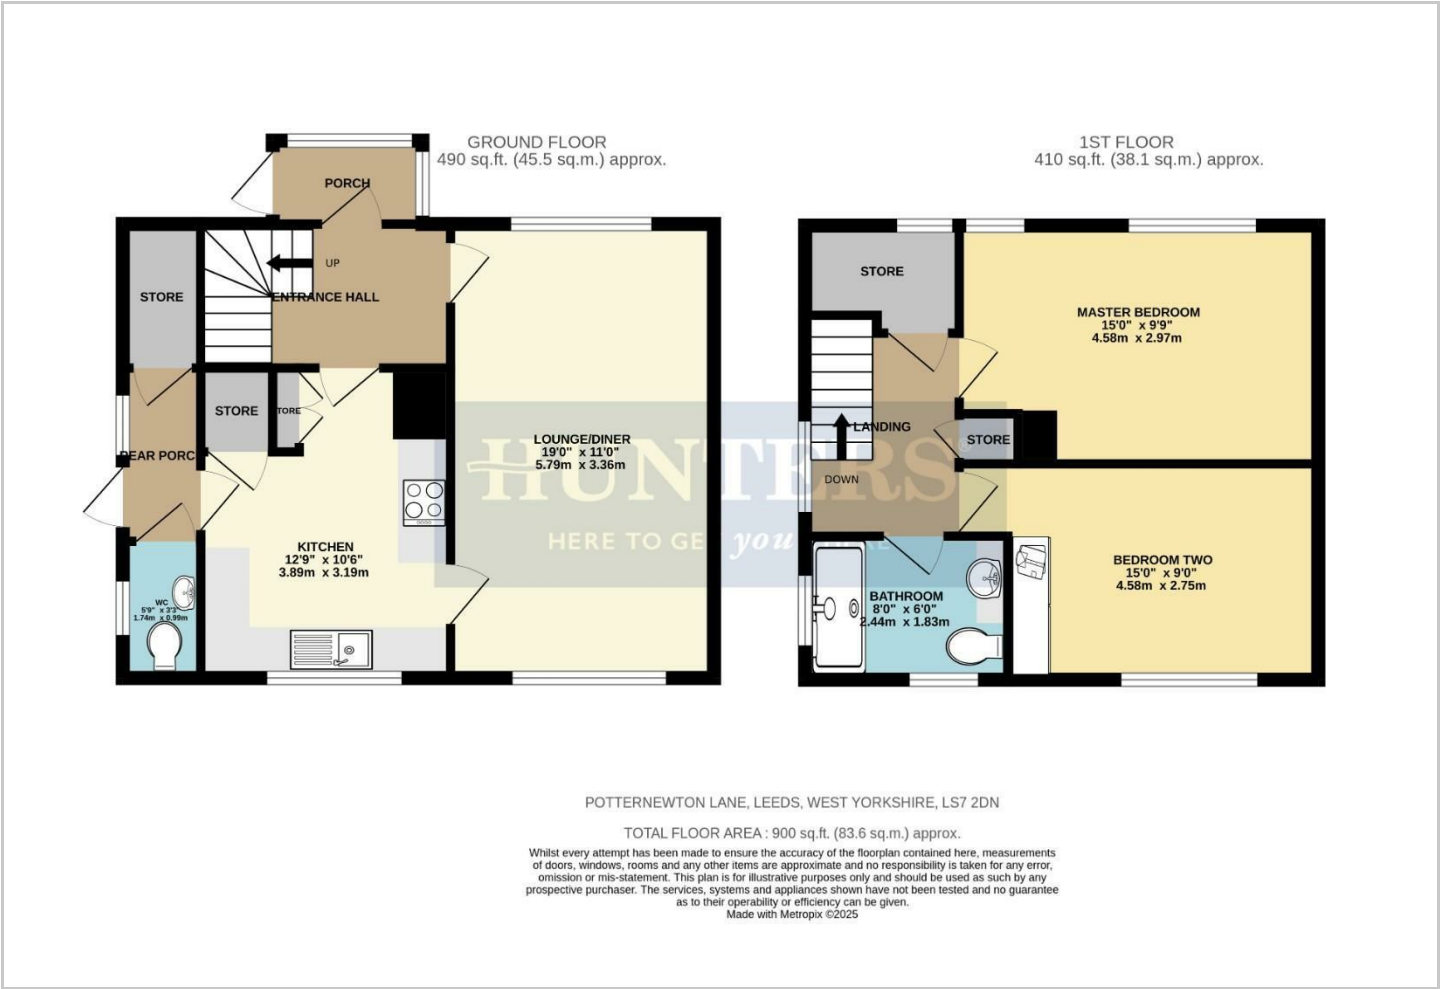 GROUND FLOOR
490 sq.ft. (45.5 sq.m.) approx.
1ST FLOOR
410 sq.ft. (38.1 sq.m.) approx.
PORCH
UP
ENTRANCE HALL
STORE
STORE
TORE
REAR PORC
LOUNGE/DINER
19'0" x 11'0"
5.79m x 3.36m
KITCHEN
12'9" x 10'6"
3.89m x 3.19m
WC
5'9" x 3'3"
1.74m x 0.99m
STORE
MASTER BEDROOM
15'0" x 9'9"
4.58m x 2.97m
LANDING
STORE
DOWN
BEDROOM TWO
15'0" x 9'0"
4.58m x 2.75m
BATHROOM
8'0" x 6'0"
2.44m x 1.83m
HUNTERS
HERE TO GET you THERE
POTTERNEWTON LANE, LEEDS, WEST YORKSHIRE, LS7 2DN
TOTAL FLOOR AREA : 900 sq.ft. (83.6 sq.m.) approx.
Whilst every attempt has been made to ensure the accuracy of the floorplan contained here, measurements
of doors, windows, rooms and any other items are approximate and no responsibility is taken for any error,
omission or mis-statement. This plan is for illustrative purposes only and should be used as such by any
prospective purchaser. The services, systems and appliances shown have not been tested and no guarantee
as to their operability or efficiency can be given.
Made with Metropix ©2025